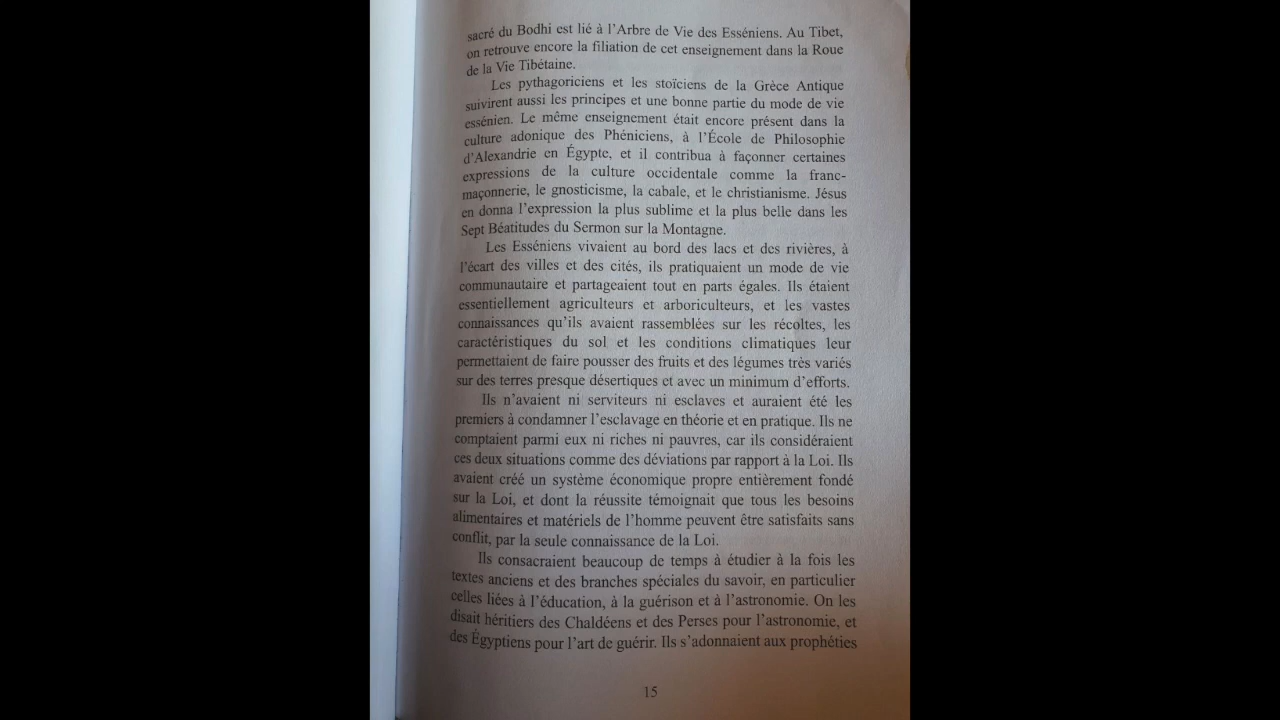 sacré du Bodhi est lié à l'Arbre de Vie des Esséniens. Au Tibet,
on retrouve encore la filiation de cet enseignement dans la Roue
de la Vie Tibétaine.
Les pythagoriciens et les stoïciens de la Grèce Antique
suivirent aussi les principes et une bonne partie du mode de vie
essénien. Le même enseignement était encore présent dans la
culture adonique des Phéniciens, à l'École de Philosophie
d'Alexandrie en Égypte, et il contribua à façonner certaines
expressions de la culture occidentale comme la franc-
maçonnerie, le gnosticisme, la cabale, et le christianisme. Jésus
en donna l'expression la plus sublime et la plus belle dans les
Sept Béatitudes du Sermon sur la Montagne.
Les Esséniens vivaient au bord des lacs et des rivières, à
l'écart des villes et des cités, ils pratiquaient un mode de vie
communautaire et partageaient tout en parts égales. Ils étaient
essentiellement agriculteurs et arboriculteurs, et les vastes
connaissances qu'ils avaient rassemblées sur les récoltes, les
caractéristiques du sol et les conditions climatiques leur
permettaient de faire pousser des fruits et des légumes très variés
sur des terres presque désertiques et avec un minimum d'efforts.
Ils n'avaient ni serviteurs ni esclaves et auraient été les
premiers à condamner l'esclavage en théorie et en pratique. Ils ne
comptaient parmi eux ni riches ni pauvres, car ils considéraient
ces deux situations comme des déviations par rapport à la Loi. Ils
avaient créé un système économique propre entièrement fondé
sur la Loi, et dont la réussite témoignait que tous les besoins
alimentaires et matériels de l'homme peuvent être satisfaits sans
conflit, par la seule connaissance de la Loi.
Ils consacraient beaucoup de temps à étudier à la fois les
textes anciens et des branches spéciales du savoir, en particulier
celles liées à l'éducation, à la guérison et à l'astronomie. On les
disait héritiers des Chaldéens et des Perses pour l'astronomie, et
des Égyptiens pour l'art de guérir. Ils s'adonnaient aux prophéties
15